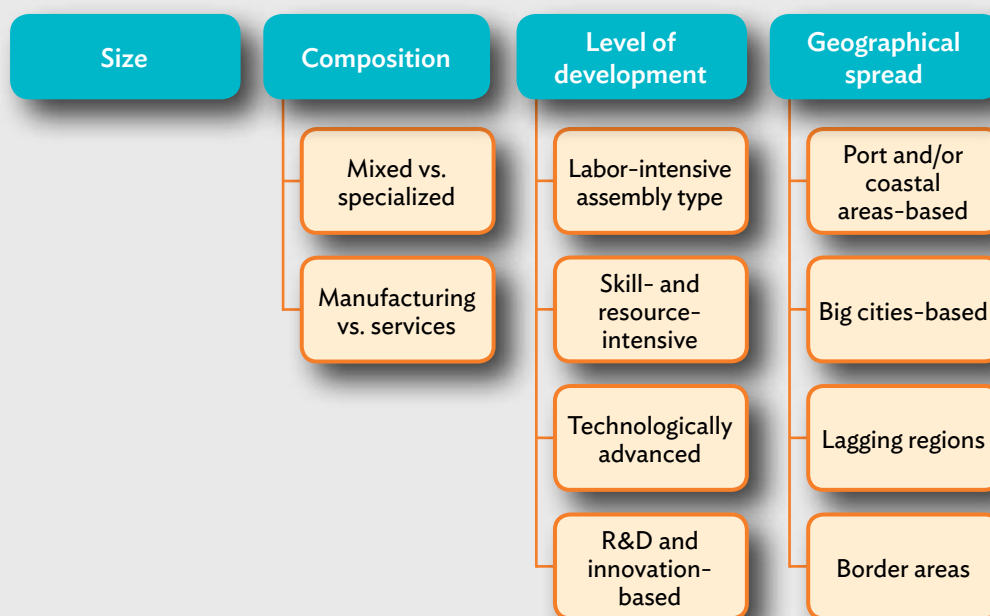 Size
Composition
Mixed vs.
specialized
Manufacturing
vs. services
Level of
development
Labor-intensive
assembly type
Skill- and
resource-
intensive
Technologically
advanced
R&D and
innovation-
based
Geographical
spread
Port and/or
coastal
areas-based
Big cities-based
Lagging regions
Border areas